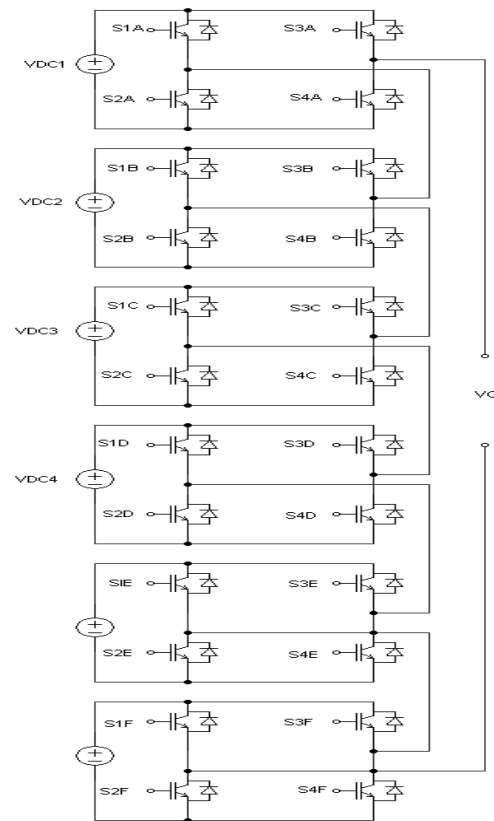 S1A S3A
VDC1
S2A S4A
S1B S3B
VDC2
S2B S4B
S1C S3C
VDC3
S2C S4C
S1D S3D
VDC4
S2D S4D
SIE S3E
S2E S4E
S1F S3F
S2F S4F